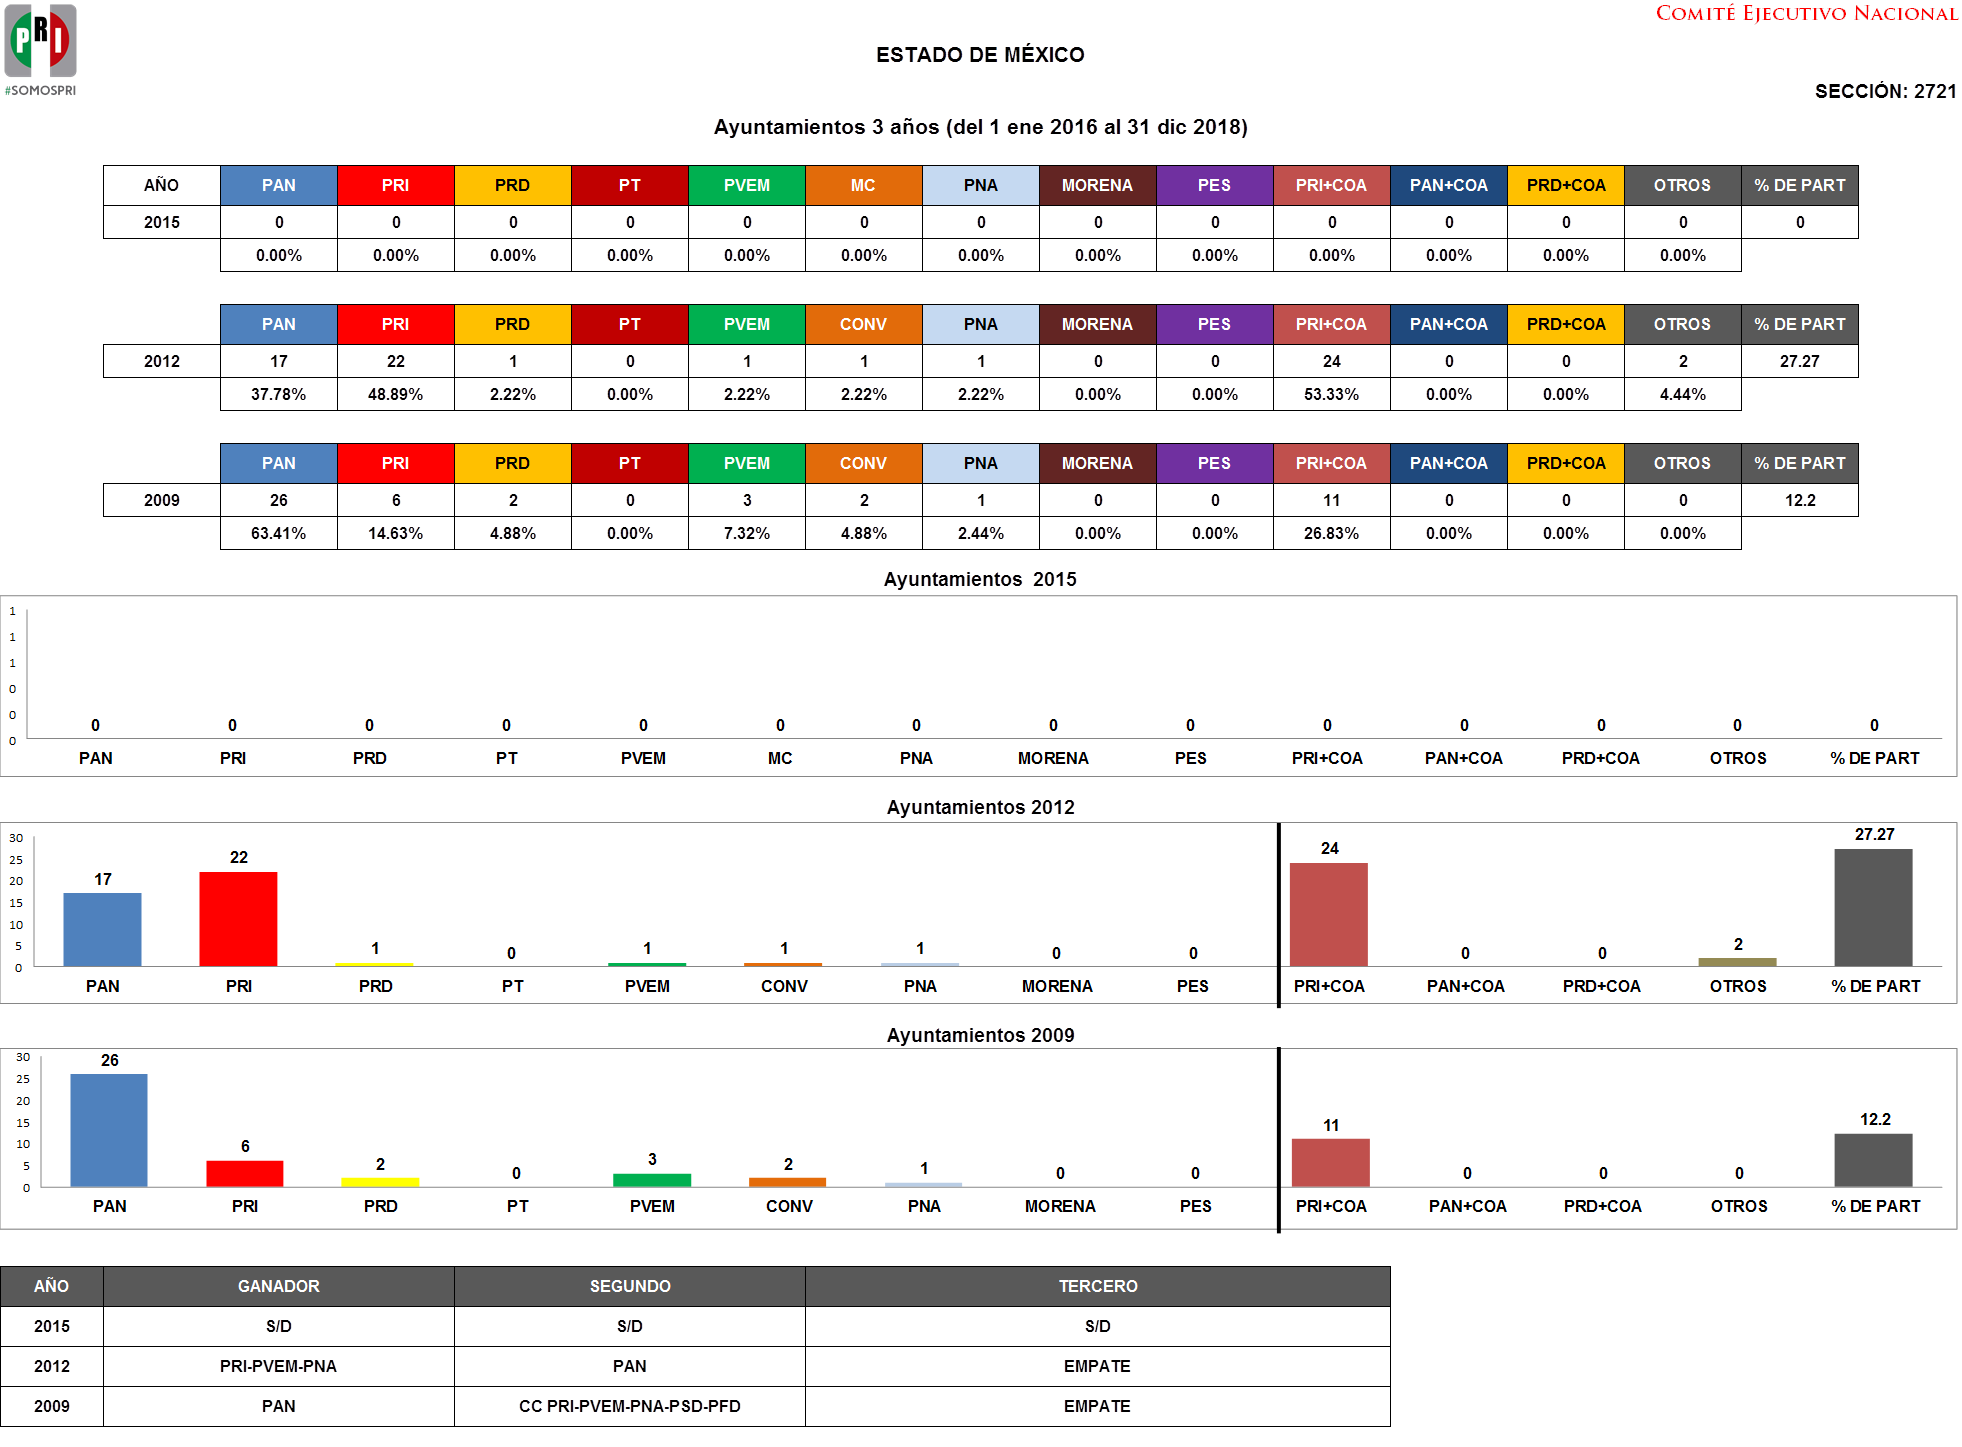 PRI
#SOMOSPRI
COMITÉ EJECUTIVO NACIONAL
ESTADO DE MÉXICO
SECCIÓN: 2721
Ayuntamientos 3 años (del 1 ene 2016 al 31 dic 2018)
AÑO PAN PRI PRD PT PVEM MC PNA MORENA PES PRI+COA PAN+COA PRD+COA OTROS % DE PART
2015 0 0 0 0 0 0 0 0 0 0 0 0 0 0
0.00% 0.00% 0.00% 0.00% 0.00% 0.00% 0.00% 0.00% 0.00% 0.00% 0.00% 0.00% 0.00%
PAN PRI PRD PT PVEM CONV PNA MORENA PES PRI+COA PAN+COA PRD+COA OTROS % DE PART
2012 17 22 1 0 1 1 1 0 0 24 0 0 2 27.27
37.78% 48.89% 2.22% 0.00% 2.22% 2.22% 2.22% 0.00% 0.00% 53.33% 0.00% 0.00% 4.44%
PAN PRI PRD PT PVEM CONV PNA MORENA PES PRI+COA PAN+COA PRD+COA OTROS % DE PART
2009 26 6 2 0 3 2 1 0 0 11 0 0 0 12.2
63.41% 14.63% 4.88% 0.00% 7.32% 4.88% 2.44% 0.00% 0.00% 26.83% 0.00% 0.00% 0.00%
Ayuntamientos 2015
1
1
1
0
0
0
0 0 0 0 0 0 0 0 0 0 0 0 0 0
PAN PRI PRD PT PVEM MC PNA MORENA PES PRI+COA PAN+COA PRD+COA OTROS % DE PART
Ayuntamientos 2012
30
25
20
15
10
5
0
17 22 1 0 1 1 1 0 0 24 0 0 2 27.27
PAN PRI PRD PT PVEM CONV PNA MORENA PES PRI+COA PAN+COA PRD+COA OTROS % DE PART
Ayuntamientos 2009
30
25
20
15
10
5
0
26 6 2 0 3 2 1 0 0 11 0 0 0 12.2
PAN PRI PRD PT PVEM CONV PNA MORENA PES PRI+COA PAN+COA PRD+COA OTROS % DE PART
AÑO GANADOR SEGUNDO TERCERO
2015 S/D S/D S/D
2012 PRI-PVEM-PNA PAN EMPATE
2009 PAN CC PRI-PVEM-PNA-PSD-PFD EMPATE